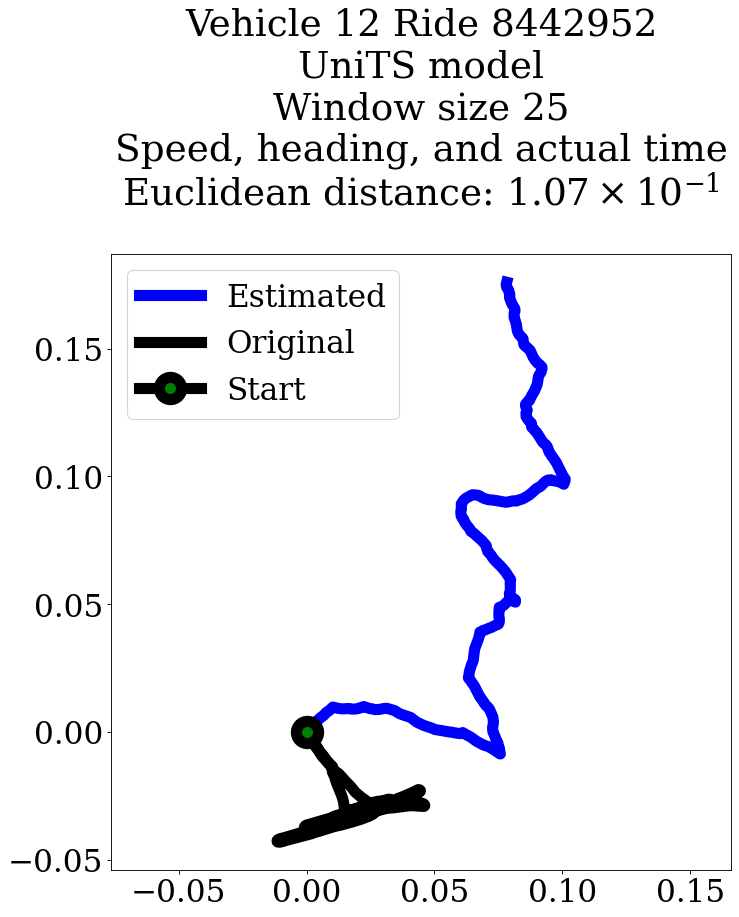 Vehicle 12 Ride 8442952
UniTS model
Window size 25
Speed, heading, and actual time
Euclidean distance: 1.07 × 10⁻¹
Estimated
Original
Start
0.15
0.10
0.05
0.00
−0.05
−0.05 0.00 0.05 0.10 0.15